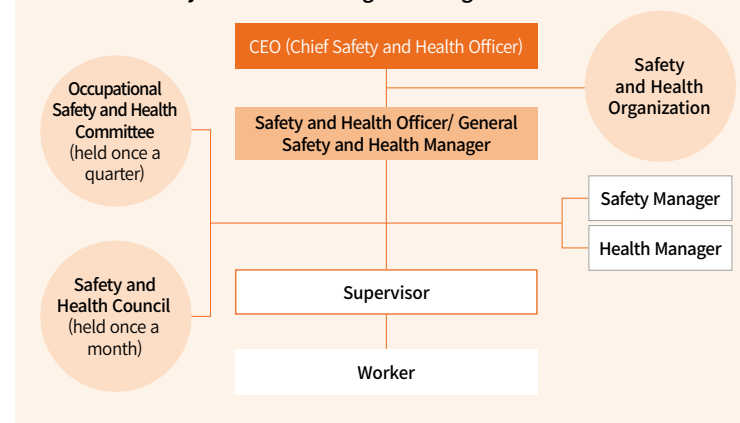 CEO (Chief Safety and Health Officer)
Safety
and Health
Organization
Occupational
Safety and Health
Committee
(held once a
quarter)
Safety and Health Officer/ General
Safety and Health Manager
Safety Manager
Health Manager
Safety and
Health Council
(held once a
month)
Supervisor
Worker